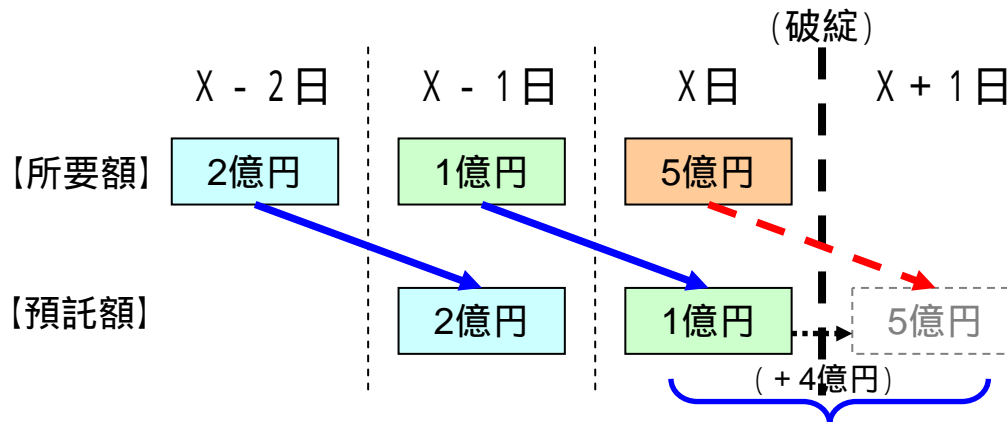 (破綻)
X - 2日 X - 1日 X日 X + 1日
【所要額】 2億円 1億円 5億円
【預託額】 2億円 1億円 5億円
( + 4億円)